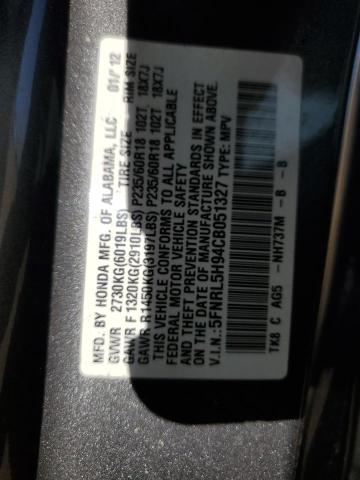 MFG. BY HONDA MFG. OF ALABAMA, LLC 01/12
GVWR 2730KG(6019LBS) TIRE SIZE RIM SIZE
GAWR F 1320KG(2910LBS) P235/60R18 102T 18X7J
GAWR R 1450KG(3197LBS) P235/60R18 102T 18X7J
THIS VEHICLE CONFORMS TO ALL APPLICABLE
FEDERAL MOTOR VEHICLE SAFETY
AND THEFT PREVENTION STANDARDS IN EFFECT
ON THE DATE OF MANUFACTURE SHOWN ABOVE.
V.I.N.: 5FNRL5H94CB051327 TYPE: MPV
TK8 C AG5 - NH737M - B - B